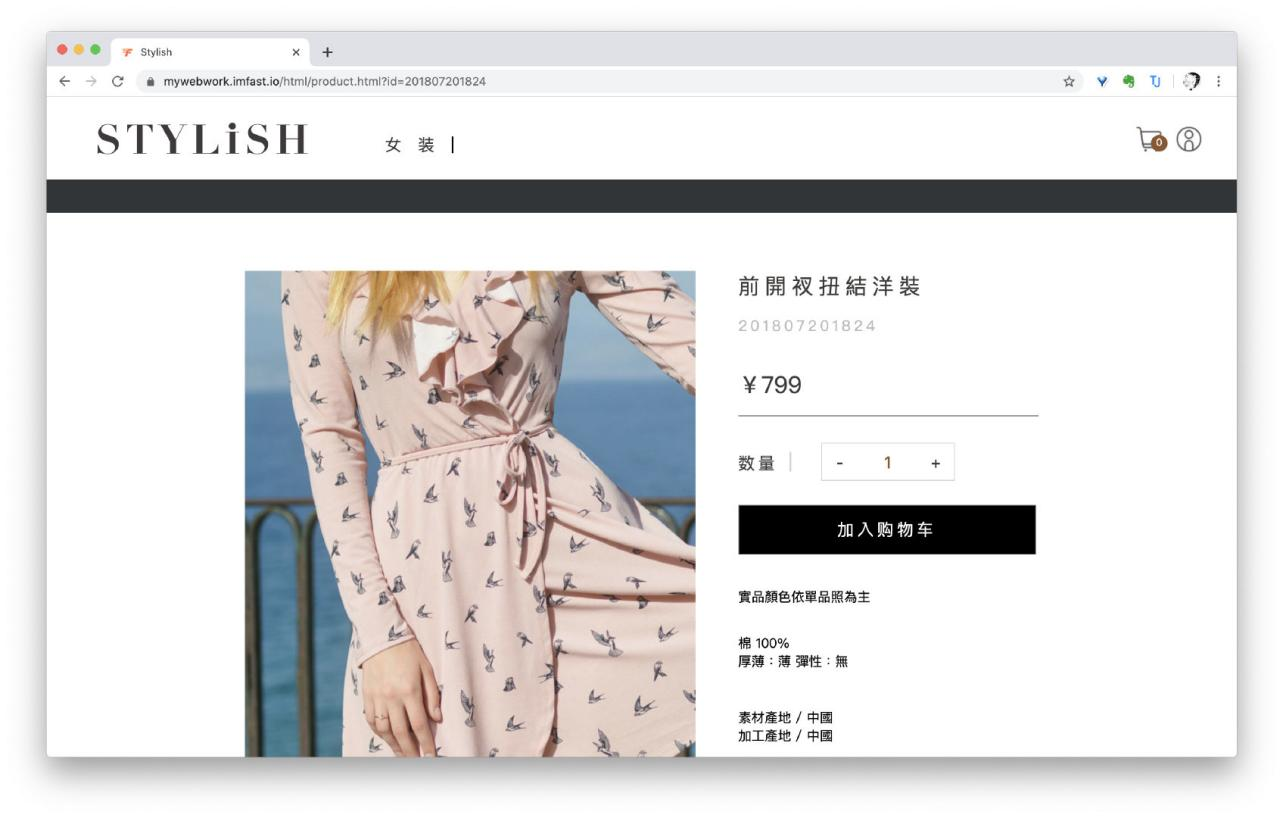 Stylish
mywebwork.imfast.io/html/product.html?id=201807201824
STYLiSH
女 装 |
0
前開衩扭結洋裝
201807201824
¥799
数量 |
- 1 +
加入购物车
實品顏色依單品照為主
棉 100%
厚薄：薄 彈性：無
素材產地 / 中國
加工產地 / 中國